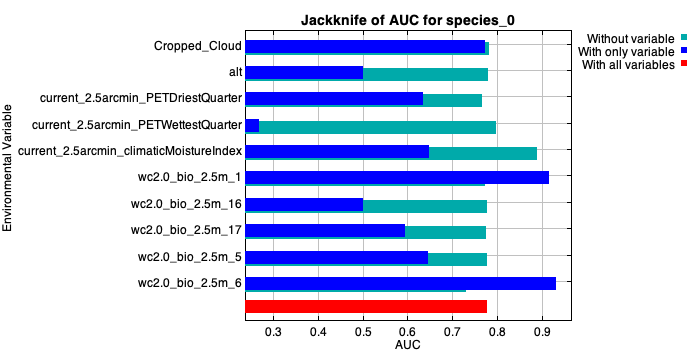 Jackknife of AUC for species_0
Without variable
With only variable
With all variables
Environmental Variable
Cropped_Cloud
alt
current_2.5arcmin_PETDriestQuarter
current_2.5arcmin_PETWettestQuarter
current_2.5arcmin_climaticMoistureIndex
wc2.0_bio_2.5m_1
wc2.0_bio_2.5m_16
wc2.0_bio_2.5m_17
wc2.0_bio_2.5m_5
wc2.0_bio_2.5m_6
0.3 0.4 0.5 0.6 0.7 0.8 0.9
AUC